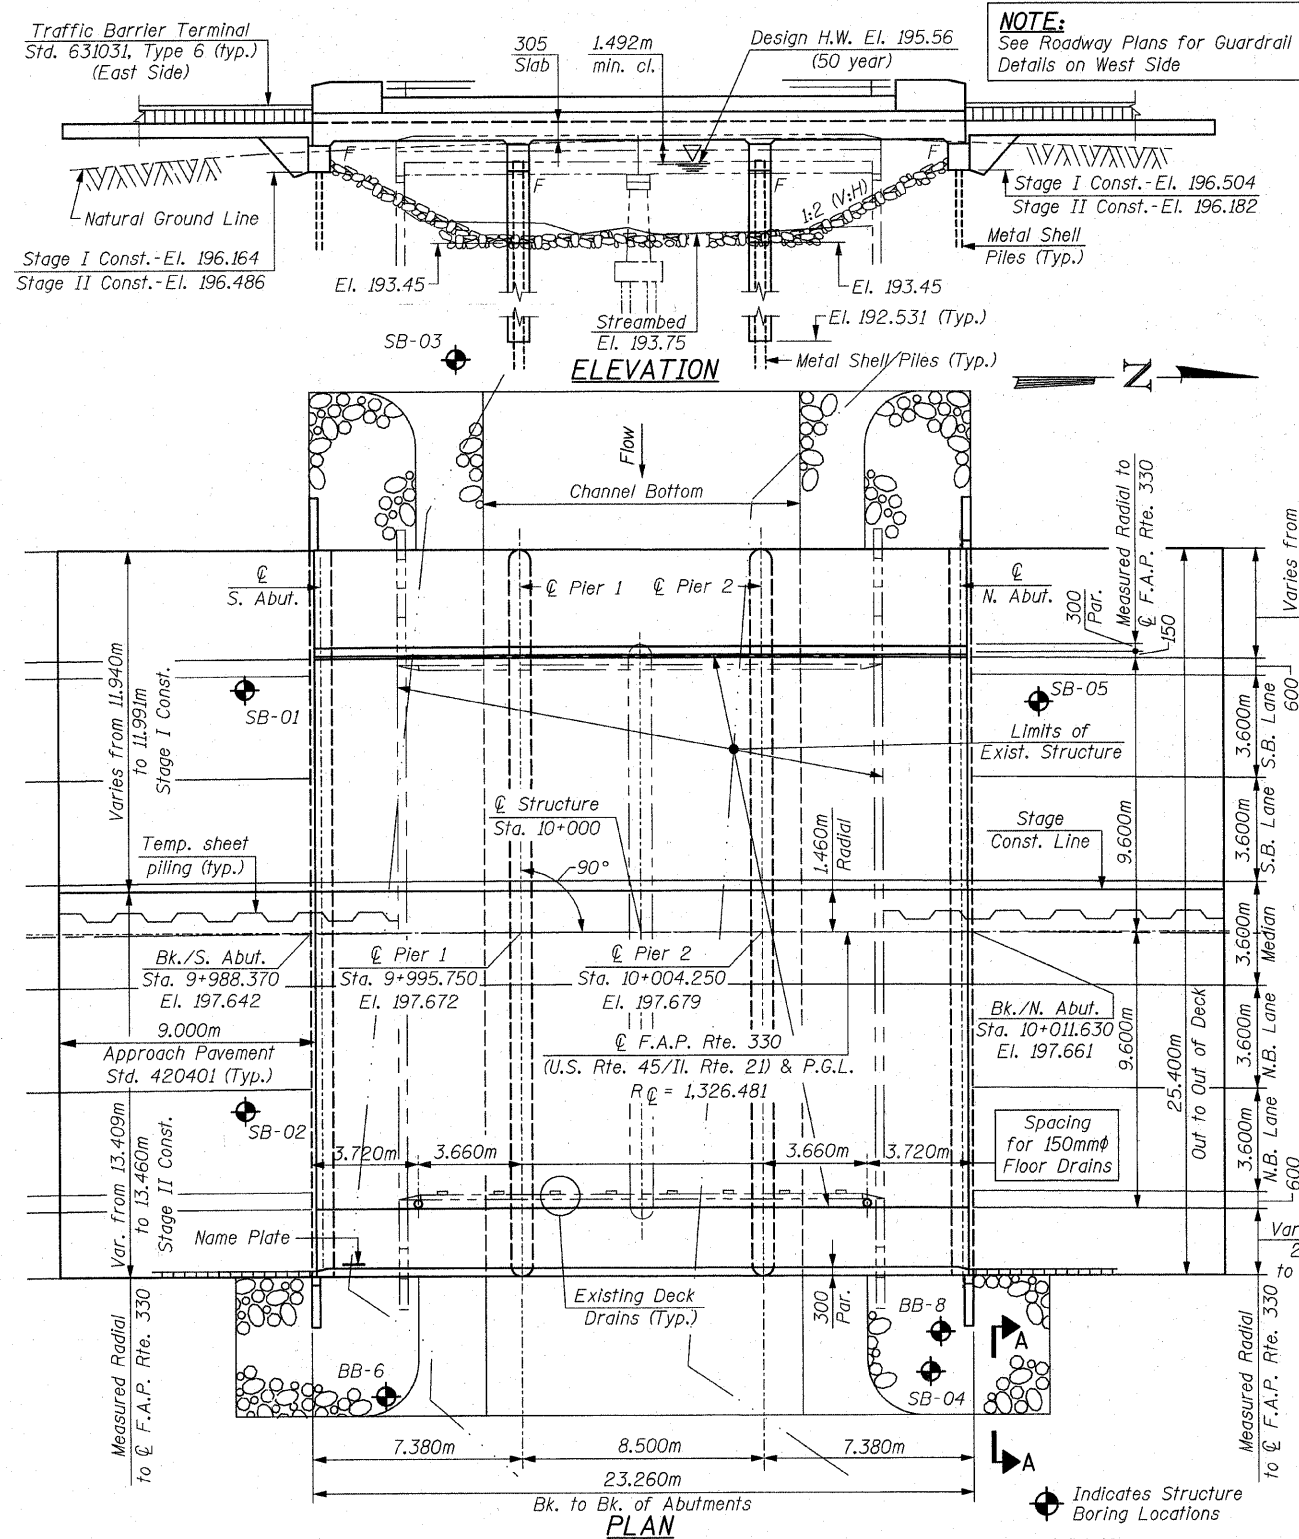 Traffic Barrier Terminal
Std. 631031, Type 6 (typ.)
(East Side)
305
Slab
1.492m
min. cl.
Design H.W. El. 195.56
(50 year)
NOTE:
See Roadway Plans for Guardrail
Details on West Side
F
F
F
F
1:2 (V:H)
Natural Ground Line
Stage I Const.-El. 196.164
Stage II Const.-El. 196.486
Stage I Const.-El. 196.504
Stage II Const.-El. 196.182
Metal Shell
Piles (Typ.)
El. 193.45
El. 193.45
Streambed
El. 193.75
El. 192.531 (Typ.)
SB-03
Metal Shell Piles (Typ.)
ELEVATION
N
Flow
Channel Bottom
Measured Radial to
℄ F.A.P. Rte. 330
300
Par.
150
Varies from
℄
S. Abut.
℄ Pier 1
℄ Pier 2
℄
N. Abut.
600
SB-01
SB-05
Varies from 11.940m
to 11.991m
Stage I Const.
Limits of
Exist. Structure
3.600m
S.B. Lane
℄ Structure
Sta. 10+000
1.460m
Radial
Stage
Const. Line
9.600m
3.600m
S.B. Lane
Temp. sheet
piling (typ.)
90°
3.600m
Median
Bk./S. Abut.
Sta. 9+988.370
El. 197.642
℄ Pier 1
Sta. 9+995.750
El. 197.672
℄ Pier 2
Sta. 10+004.250
El. 197.679
Bk./N. Abut.
Sta. 10+011.630
El. 197.661
9.000m
Approach Pavement
Std. 420401 (Typ.)
℄ F.A.P. Rte. 330
(U.S. Rte. 45/Il. Rte. 21) & P.G.L.
R℄ = 1,326.481
9.600m
25.400m
Out to Out of Deck
3.600m
N.B. Lane
3.600m
N.B. Lane
SB-02
Spacing
for 150mmϕ
Floor Drains
3.720m
3.660m
3.660m
3.720m
600
Var. from 13.409m
to 13.460m
Stage II Const.
Name Plate
Var
to
Existing Deck
Drains (Typ.)
300
Par.
BB-8
A
BB-6
SB-04
Measured Radial
to ℄ F.A.P. Rte. 330
Measured Radial
to ℄ F.A.P. Rte. 330
7.380m
8.500m
7.380m
A
23.260m
Bk. to Bk. of Abutments
PLAN
Indicates Structure
Boring Locations